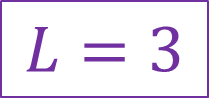 L = 3